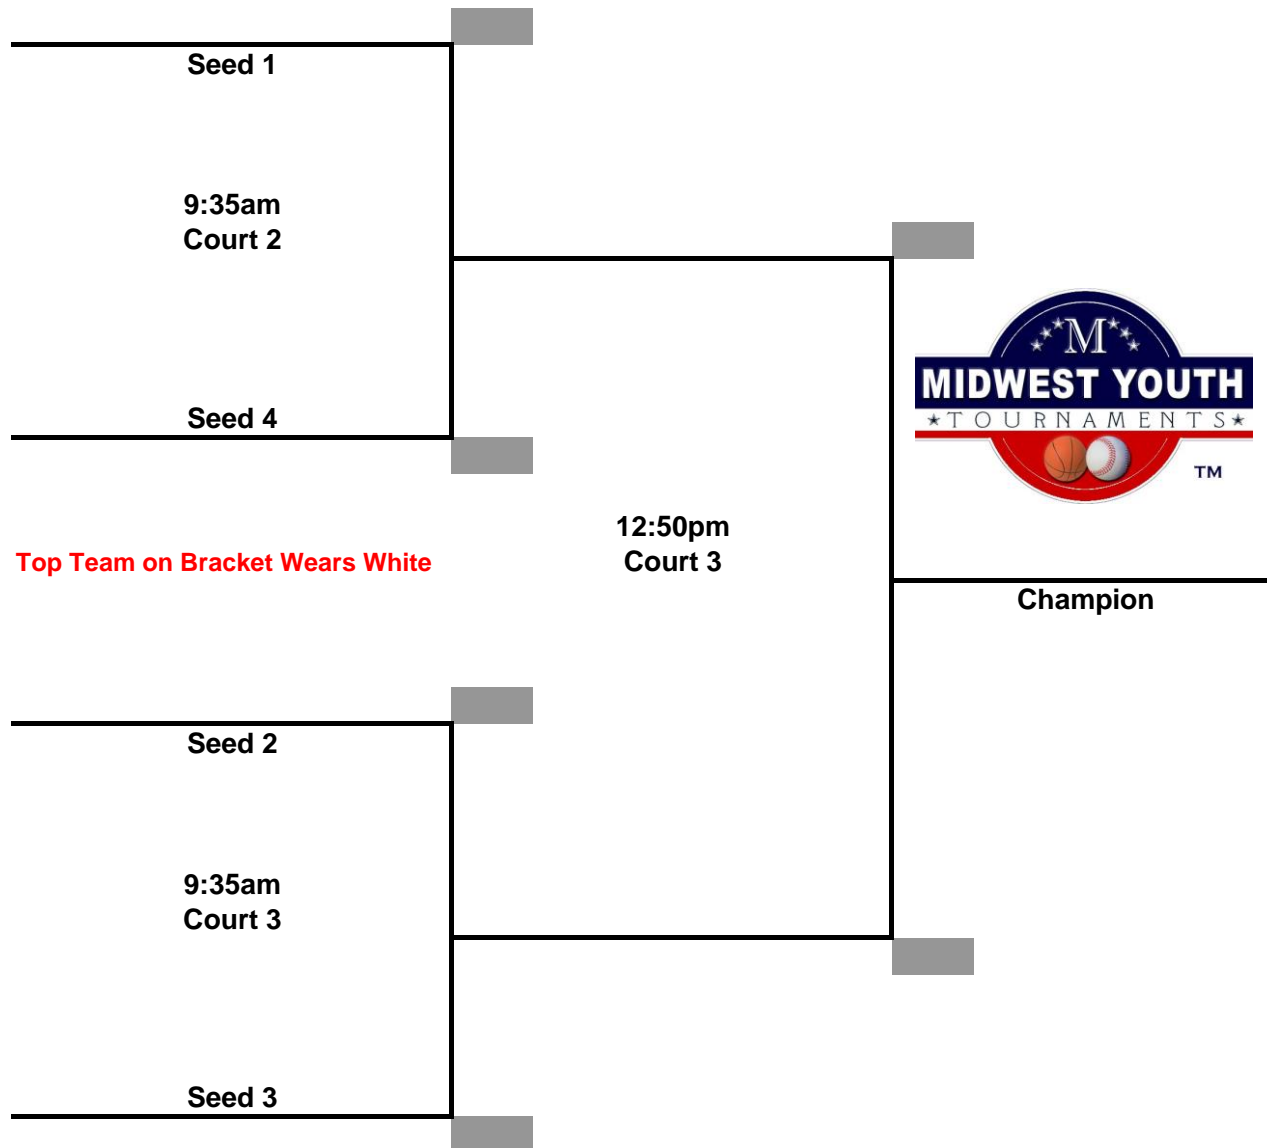 Seed 1
9:35am
Court 2
Seed 4
Top Team on Bracket Wears White
12:50pm
Court 3
M
MIDWEST YOUTH
TOURNAMENTS
TM
Champion
Seed 2
9:35am
Court 3
Seed 3